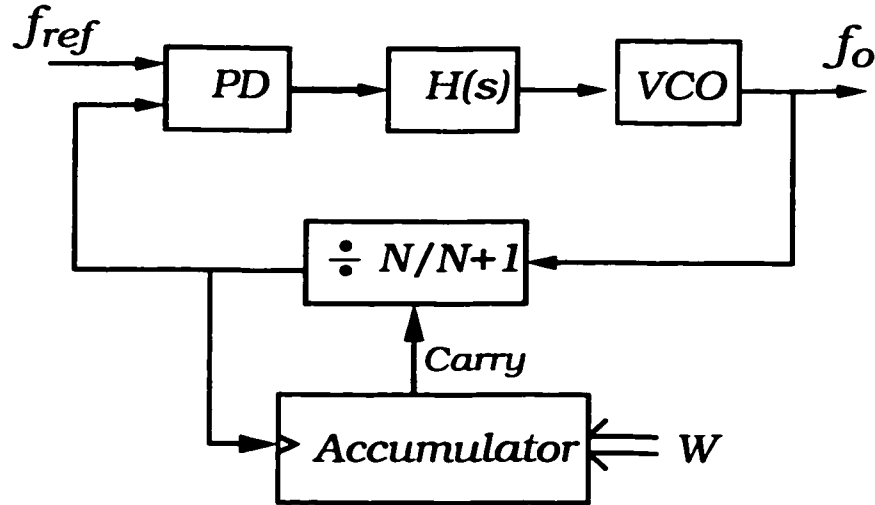 f_ref
PD
H(s)
VCO
f_o
÷ N/N+1
Carry
Accumulator
W